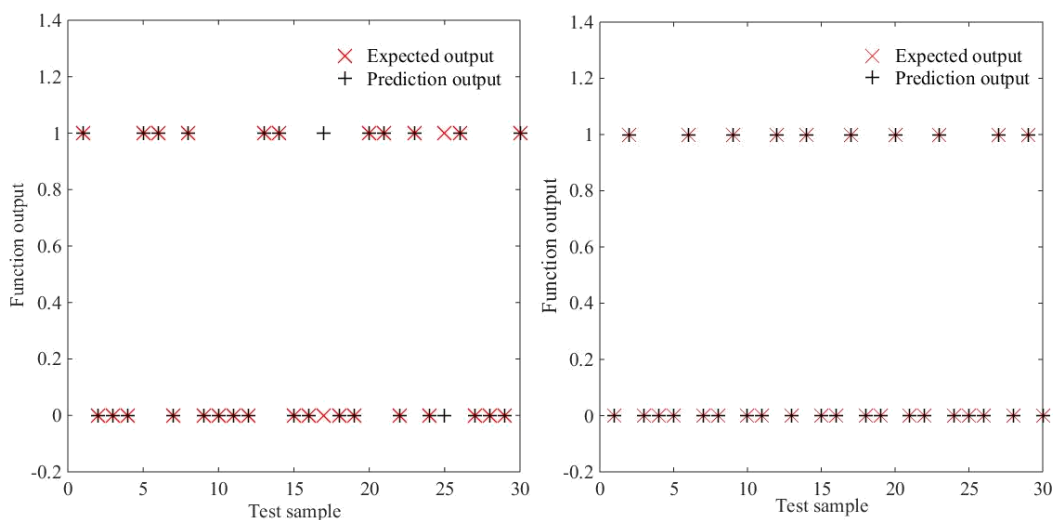 1.4
Expected output
Prediction output
1.2
1
0.8
0.6
0.4
0.2
0
-0.2
Function output
0 5 10 15 20 25 30
Test sample
1.4
Expected output
Prediction output
1.2
1
0.8
0.6
0.4
0.2
0
-0.2
Function output
0 5 10 15 20 25 30
Test sample